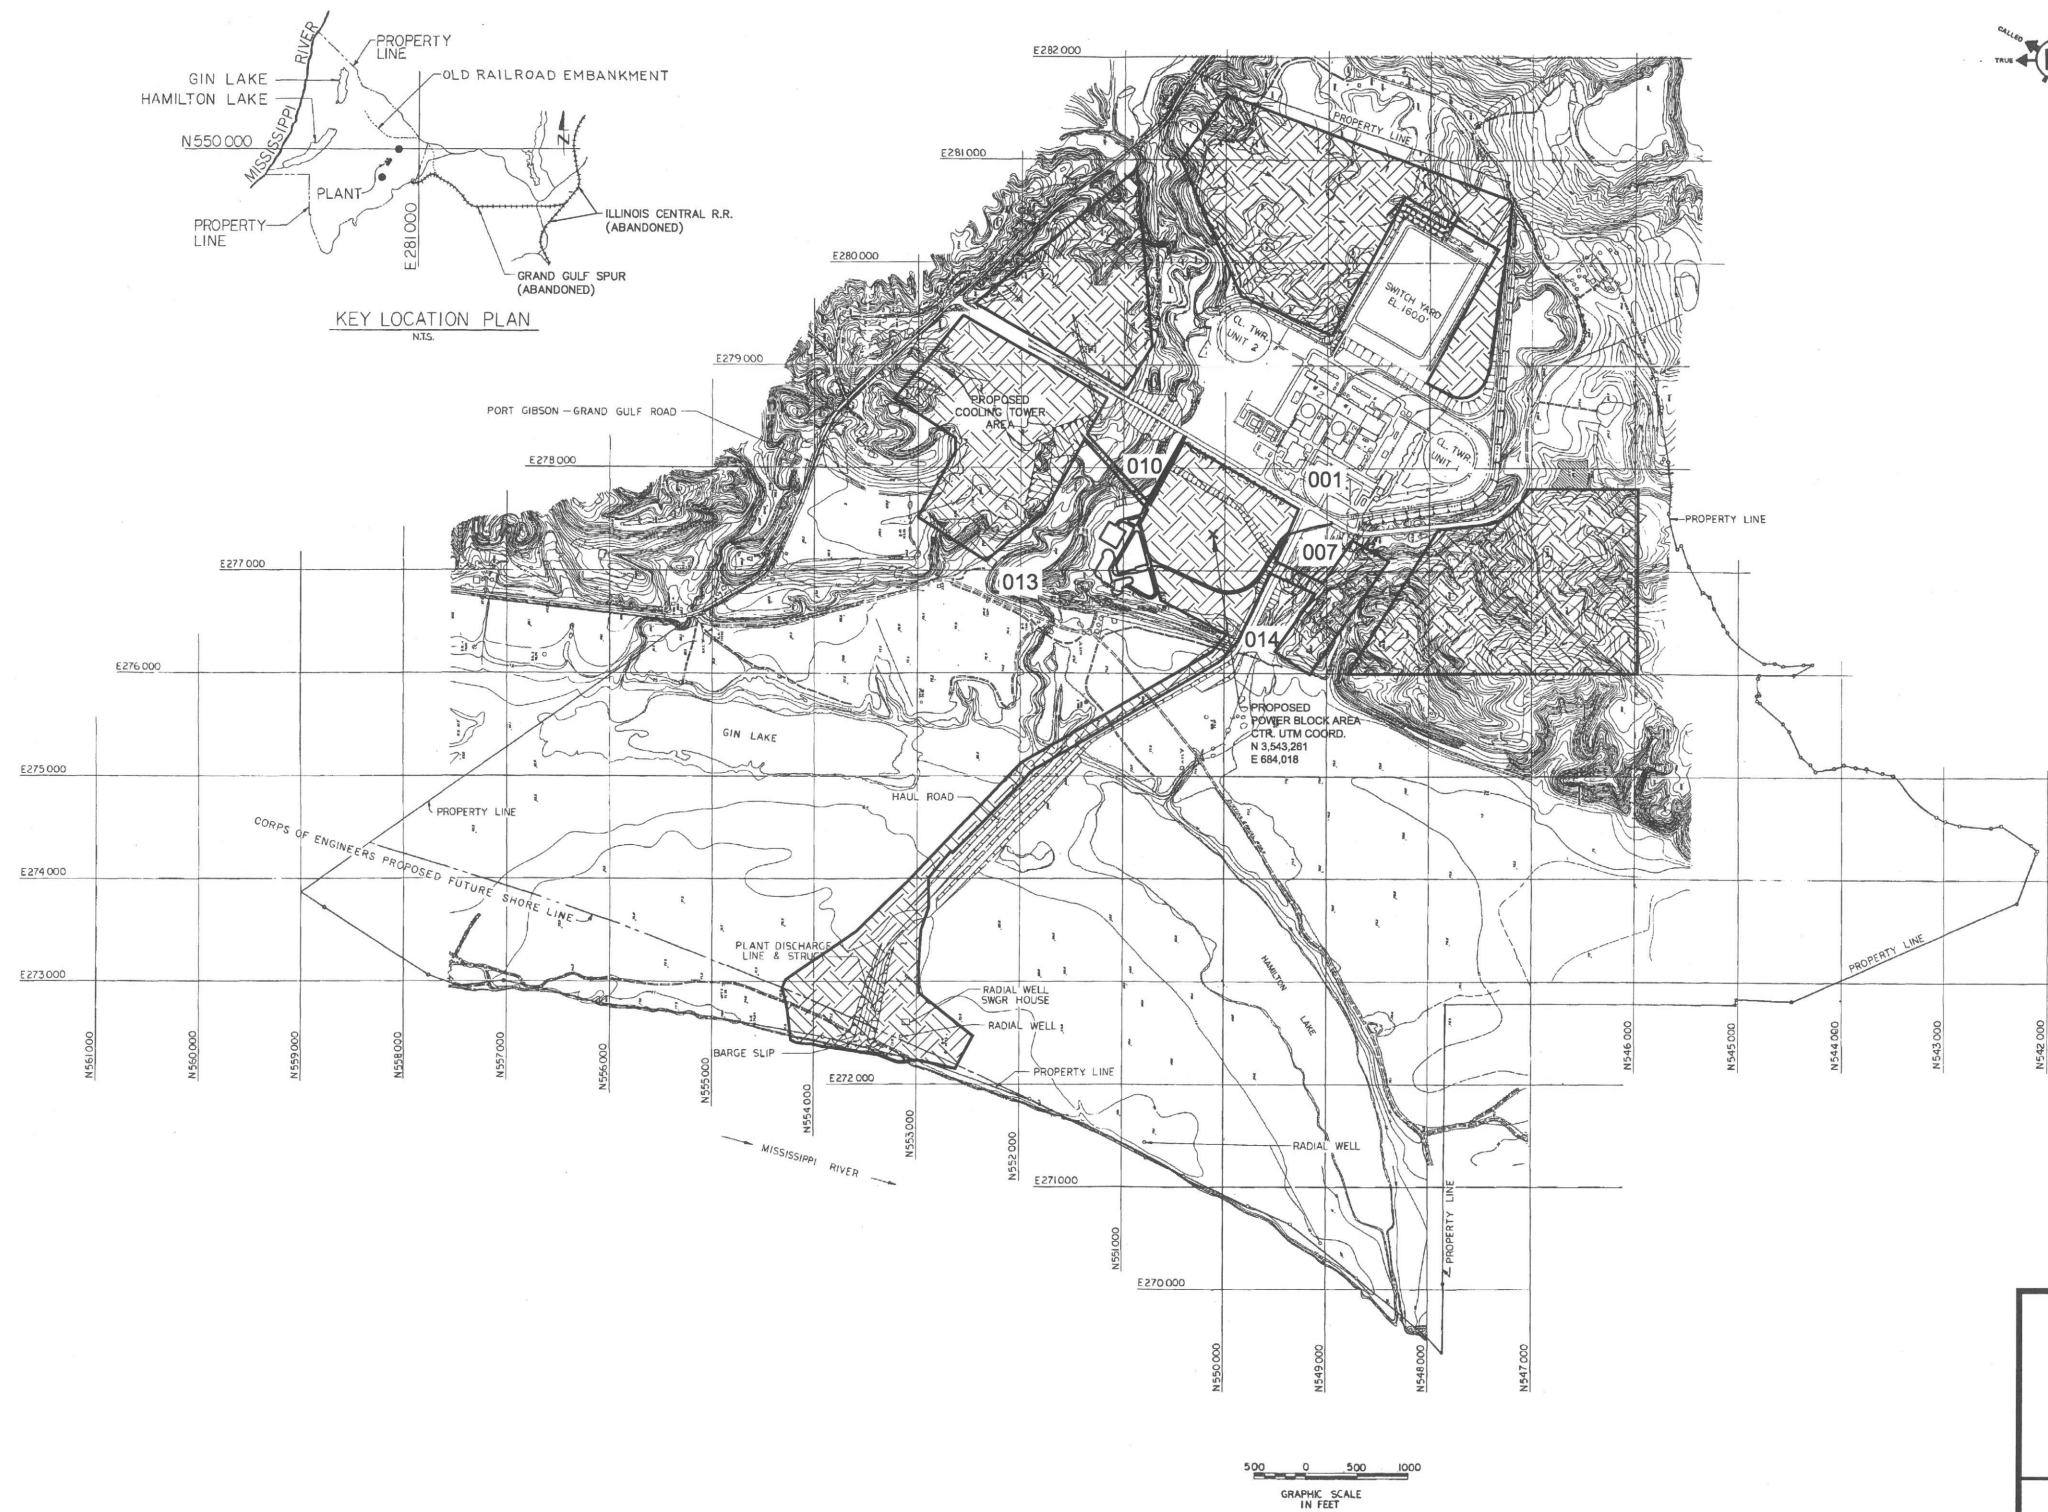 PROPERTY
LINE
RIVER
MISSISSIPPI
GIN LAKE
HAMILTON LAKE
OLD RAILROAD EMBANKMENT
N550 000
N
PLANT
PROPERTY
LINE
E281 000
ILLINOIS CENTRAL R.R.
(ABANDONED)
GRAND GULF SPUR
(ABANDONED)
KEY LOCATION PLAN
N.T.S.
CALLED
TRUE
E282 000
E281 000
E280 000
E279 000
E278 000
E277 000
E276 000
E275 000
E274 000
E273 000
E272 000
E271 000
E270 000
PROPERTY LINE
SWITCH YARD
EL. 160.0'
CL. TWR.
UNIT 2
PORT GIBSON - GRAND GULF ROAD
PROPOSED
COOLING TOWER
AREA
CL. TWR.
UNIT 1
010
001
007
013
014
PROPERTY LINE
PROPOSED
POWER BLOCK AREA
CTR. UTM COORD.
N 3,543,261
E 684,018
GIN LAKE
HAUL ROAD
PROPERTY LINE
CORPS OF ENGINEERS PROPOSED FUTURE SHORE LINE
PLANT DISCHARGE
LINE & STRUCT
RADIAL WELL
SWGR HOUSE
RADIAL WELL
BARGE SLIP
PROPERTY LINE
HAMILTON
LAKE
PROPERTY LINE
RADIAL WELL
MISSISSIPPI RIVER
PROPERTY LINE
N561 000
N560 000
N559 000
N558 000
N557 000
N556 000
N555 000
N554 000
N553 000
N552 000
N551 000
N550 000
N549 000
N548 000
N547 000
N546 000
N545 000
N544 000
N543 000
N542 000
500 0 500 1000
GRAPHIC SCALE
IN FEET